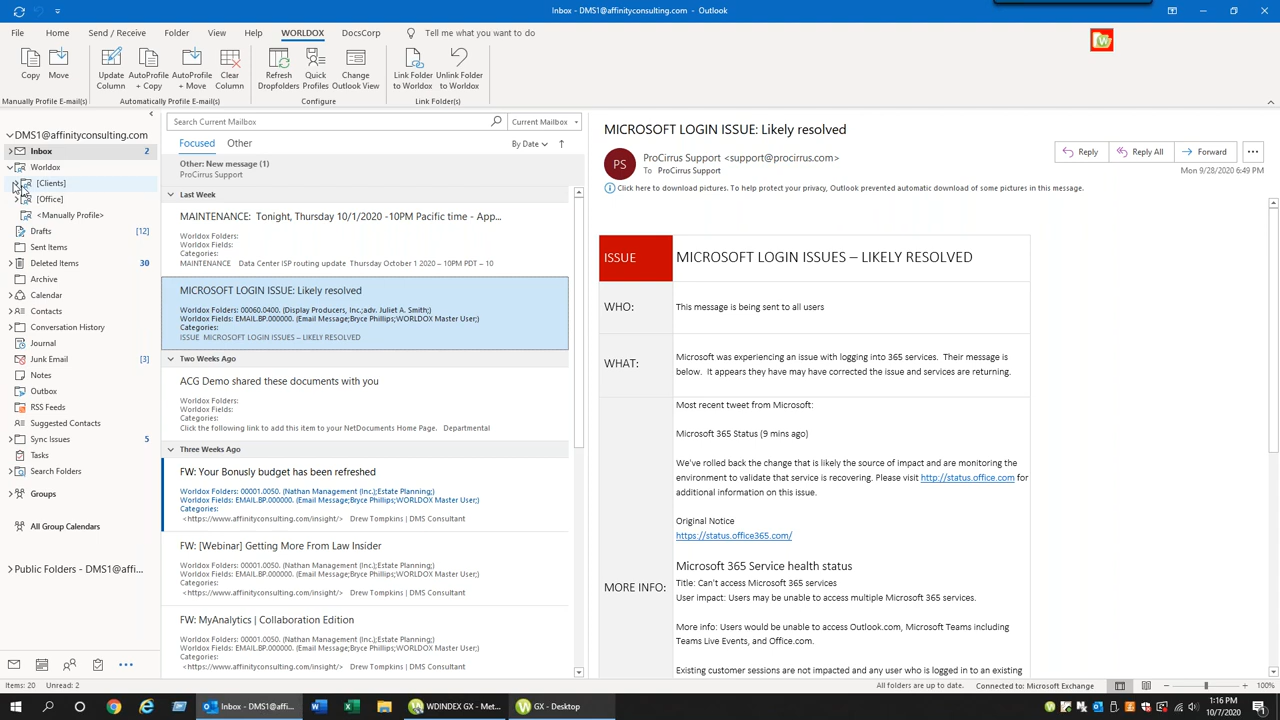 Inbox - DMS1@affinityconsulting.com - Outlook
File Home Send / Receive Folder View Help WORLDOX DocsCorp Tell me what you want to do
Copy Move Update Column AutoProfile + Copy AutoProfile + Move Clear Column Refresh Dropfolders Quick Profiles Change Outlook View Link Folder to Worldox Unlink Folder to Worldox
Manually Profile E-mail(s) Automatically Profile E-mail(s) Configure Link Folder(s)
DMS1@affinityconsulting.com
Inbox 2
Worldox
[Clients]
[Office]
<Manually Profile>
Drafts [12]
Sent Items
Deleted Items 30
Archive
Calendar
Contacts
Conversation History
Journal
Junk Email [3]
Notes
Outbox
RSS Feeds
Suggested Contacts
Sync Issues 5
Tasks
Search Folders
Groups
All Group Calendars
Public Folders - DMS1@affi...
Search Current Mailbox Current Mailbox
Focused Other By Date
Other: New message (1)
ProCirrus Support
Last Week
MAINTENANCE: Tonight, Thursday 10/1/2020 -10PM Pacific time - App...
Worldox Folders:
Worldox Fields:
Categories:
MAINTENANCE Data Center ISP routing update Thursday October 1 2020 – 10PM PDT – 10
MICROSOFT LOGIN ISSUE: Likely resolved
Worldox Folders: 00060.0400. (Display Producers, Inc.;adv. Juliet A. Smith;)
Worldox Fields: EMAIL.BP.000000. (Email Message;Bryce Phillips;WORLDOX Master User;)
Categories:
ISSUE MICROSOFT LOGIN ISSUES – LIKELY RESOLVED
Two Weeks Ago
ACG Demo shared these documents with you
Worldox Folders:
Worldox Fields:
Categories:
Click the following link to add this item to your NetDocuments Home Page. Departmental
Three Weeks Ago
FW: Your Bonusly budget has been refreshed
Worldox Folders: 00001.0050. (Nathan Management (Inc.);Estate Planning;)
Worldox Fields: EMAIL.BP.000000. (Email Message;Bryce Phillips;WORLDOX Master User;)
Categories:
<https://www.affinityconsulting.com/insight/> Drew Tompkins | DMS Consultant
FW: [Webinar] Getting More From Law Insider
Worldox Folders: 00001.0050. (Nathan Management (Inc.);Estate Planning;)
Worldox Fields: EMAIL.BP.000000. (Email Message;Bryce Phillips;WORLDOX Master User;)
Categories:
<https://www.affinityconsulting.com/insight/> Drew Tompkins | DMS Consultant
FW: MyAnalytics | Collaboration Edition
Worldox Folders: 00001.0050. (Nathan Management (Inc.);Estate Planning;)
Worldox Fields: EMAIL.BP.000000. (Email Message;Bryce Phillips;WORLDOX Master User;)
Categories:
<https://www.affinityconsulting.com/insight/> Drew Tompkins | DMS Consultant
MICROSOFT LOGIN ISSUE: Likely resolved
PS
ProCirrus Support <support@procirrus.com>
To ProCirrus Support
Reply Reply All Forward
Mon 9/28/2020 6:49 PM
Click here to download pictures. To help protect your privacy, Outlook prevented automatic download of some pictures in this message.
ISSUE MICROSOFT LOGIN ISSUES – LIKELY RESOLVED
WHO: This message is being sent to all users
WHAT: Microsoft was experiencing an issue with logging into 365 services. Their message is
below. It appears they have may have corrected the issue and services are returning.
MORE INFO:
Most recent tweet from Microsoft:
Microsoft 365 Status (9 mins ago)
We've rolled back the change that is likely the source of impact and are monitoring the
environment to validate that service is recovering. Please visit http://status.office.com for
additional information on this issue.
Original Notice
https://status.office365.com/
Microsoft 365 Service health status
Title: Can't access Microsoft 365 services
User impact: Users may be unable to access multiple Microsoft 365 services.
More info: Users would be unable to access Outlook.com, Microsoft Teams including
Teams Live Events, and Office.com.
Existing customer sessions are not impacted and any user who is logged in to an existing
Items: 20 Unread: 2 All folders are up to date. Connected to: Microsoft Exchange 100%
Inbox - DMS1@affi... WDINDEX GX - Met... GX - Desktop
1:16 PM
10/7/2020